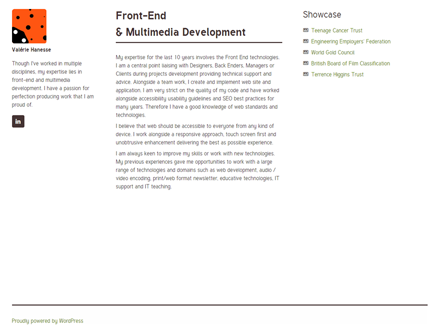 Valérie Hanesse
Though I've worked in multiple
disciplines, my expertise lies in
front-end and multimedia
development. I have a passion for
perfection producing work that I am
proud of.
in
Front-End
& Multimedia Development
My expertise for the last 10 years involves the Front End technologies.
I am a central point liaising with Designers, Back Enders, Managers or
Clients during projects development providing technical support and
advice. Alongside a team work, I create and implement web site and
application. I am very strict on the quality of my code and have worked
alongside accessibility usability guidelines and SEO best practices for
many years. Therefore I have a good knowledge of web standards and
technologies.
I believe that web should be accessible to everyone from any kind of
device. I work alongside a responsive approach, touch screen first and
unobtrusive enhancement delivering the best as possible experience.
I am always keen to improve my skills or work with new technologies.
My previous experiences gave me opportunities to work with a large
range of technologies and domains such as web development, audio /
video encoding, print/web format newsletter, educative technologies, IT
support and IT teaching.
Showcase
Teenage Cancer Trust
Engineering Employers' Federation
World Gold Council
British Board of Film Classification
Terrence Higgins Trust
Proudly powered by WordPress